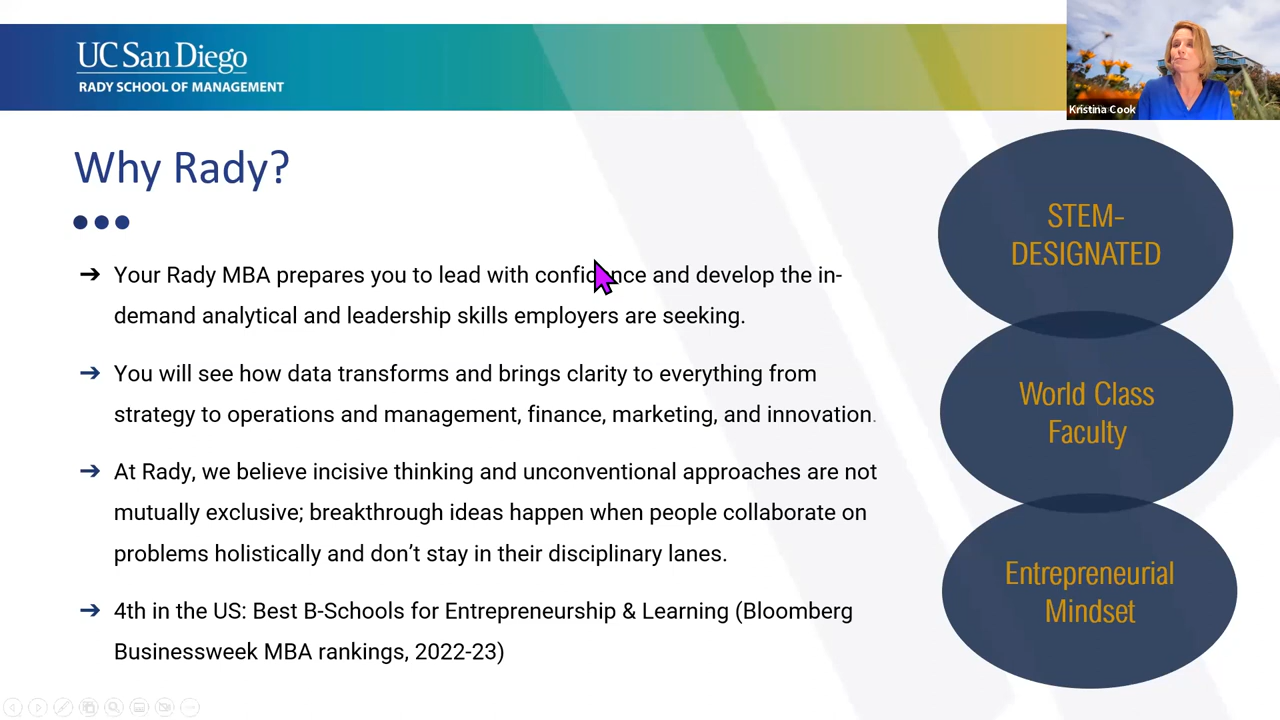 UC San Diego
RADY SCHOOL OF MANAGEMENT
Kristina Cook
Why Rady?
➔ Your Rady MBA prepares you to lead with confidence and develop the in-
demand analytical and leadership skills employers are seeking.
➔ You will see how data transforms and brings clarity to everything from
strategy to operations and management, finance, marketing, and innovation.
➔ At Rady, we believe incisive thinking and unconventional approaches are not
mutually exclusive; breakthrough ideas happen when people collaborate on
problems holistically and don’t stay in their disciplinary lanes.
➔ 4th in the US: Best B-Schools for Entrepreneurship & Learning (Bloomberg
Businessweek MBA rankings, 2022-23)
STEM-
DESIGNATED
World Class
Faculty
Entrepreneurial
Mindset